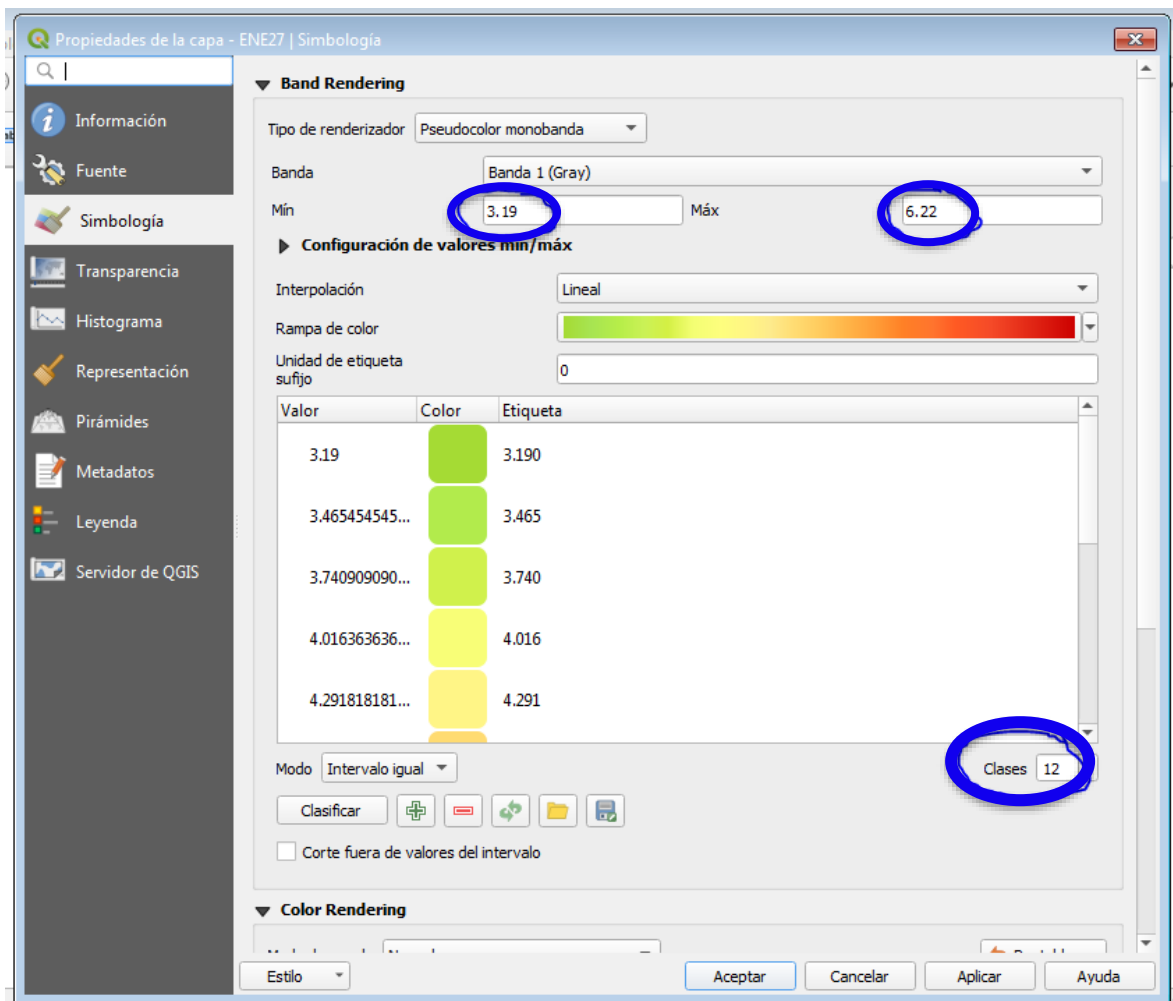 Propiedades de la capa - ENE27 | Simbología
Información
Fuente
Simbología
Transparencia
Histograma
Representación
Pirámides
Metadatos
Leyenda
Servidor de QGIS
Band Rendering
Tipo de renderizador Pseudocolor monobanda
Banda Banda 1 (Gray)
Mín 3.19 Máx 6.22
Configuración de valores mín/máx
Interpolación Lineal
Rampa de color
Unidad de etiqueta
sufijo 0
Valor Color Etiqueta
3.19 3.190
3.465454545... 3.465
3.740909090... 3.740
4.016363636... 4.016
4.291818181... 4.291
Modo Intervalo igual Clases 12
Clasificar
Corte fuera de valores del intervalo
Color Rendering
Estilo Aceptar Cancelar Aplicar Ayuda